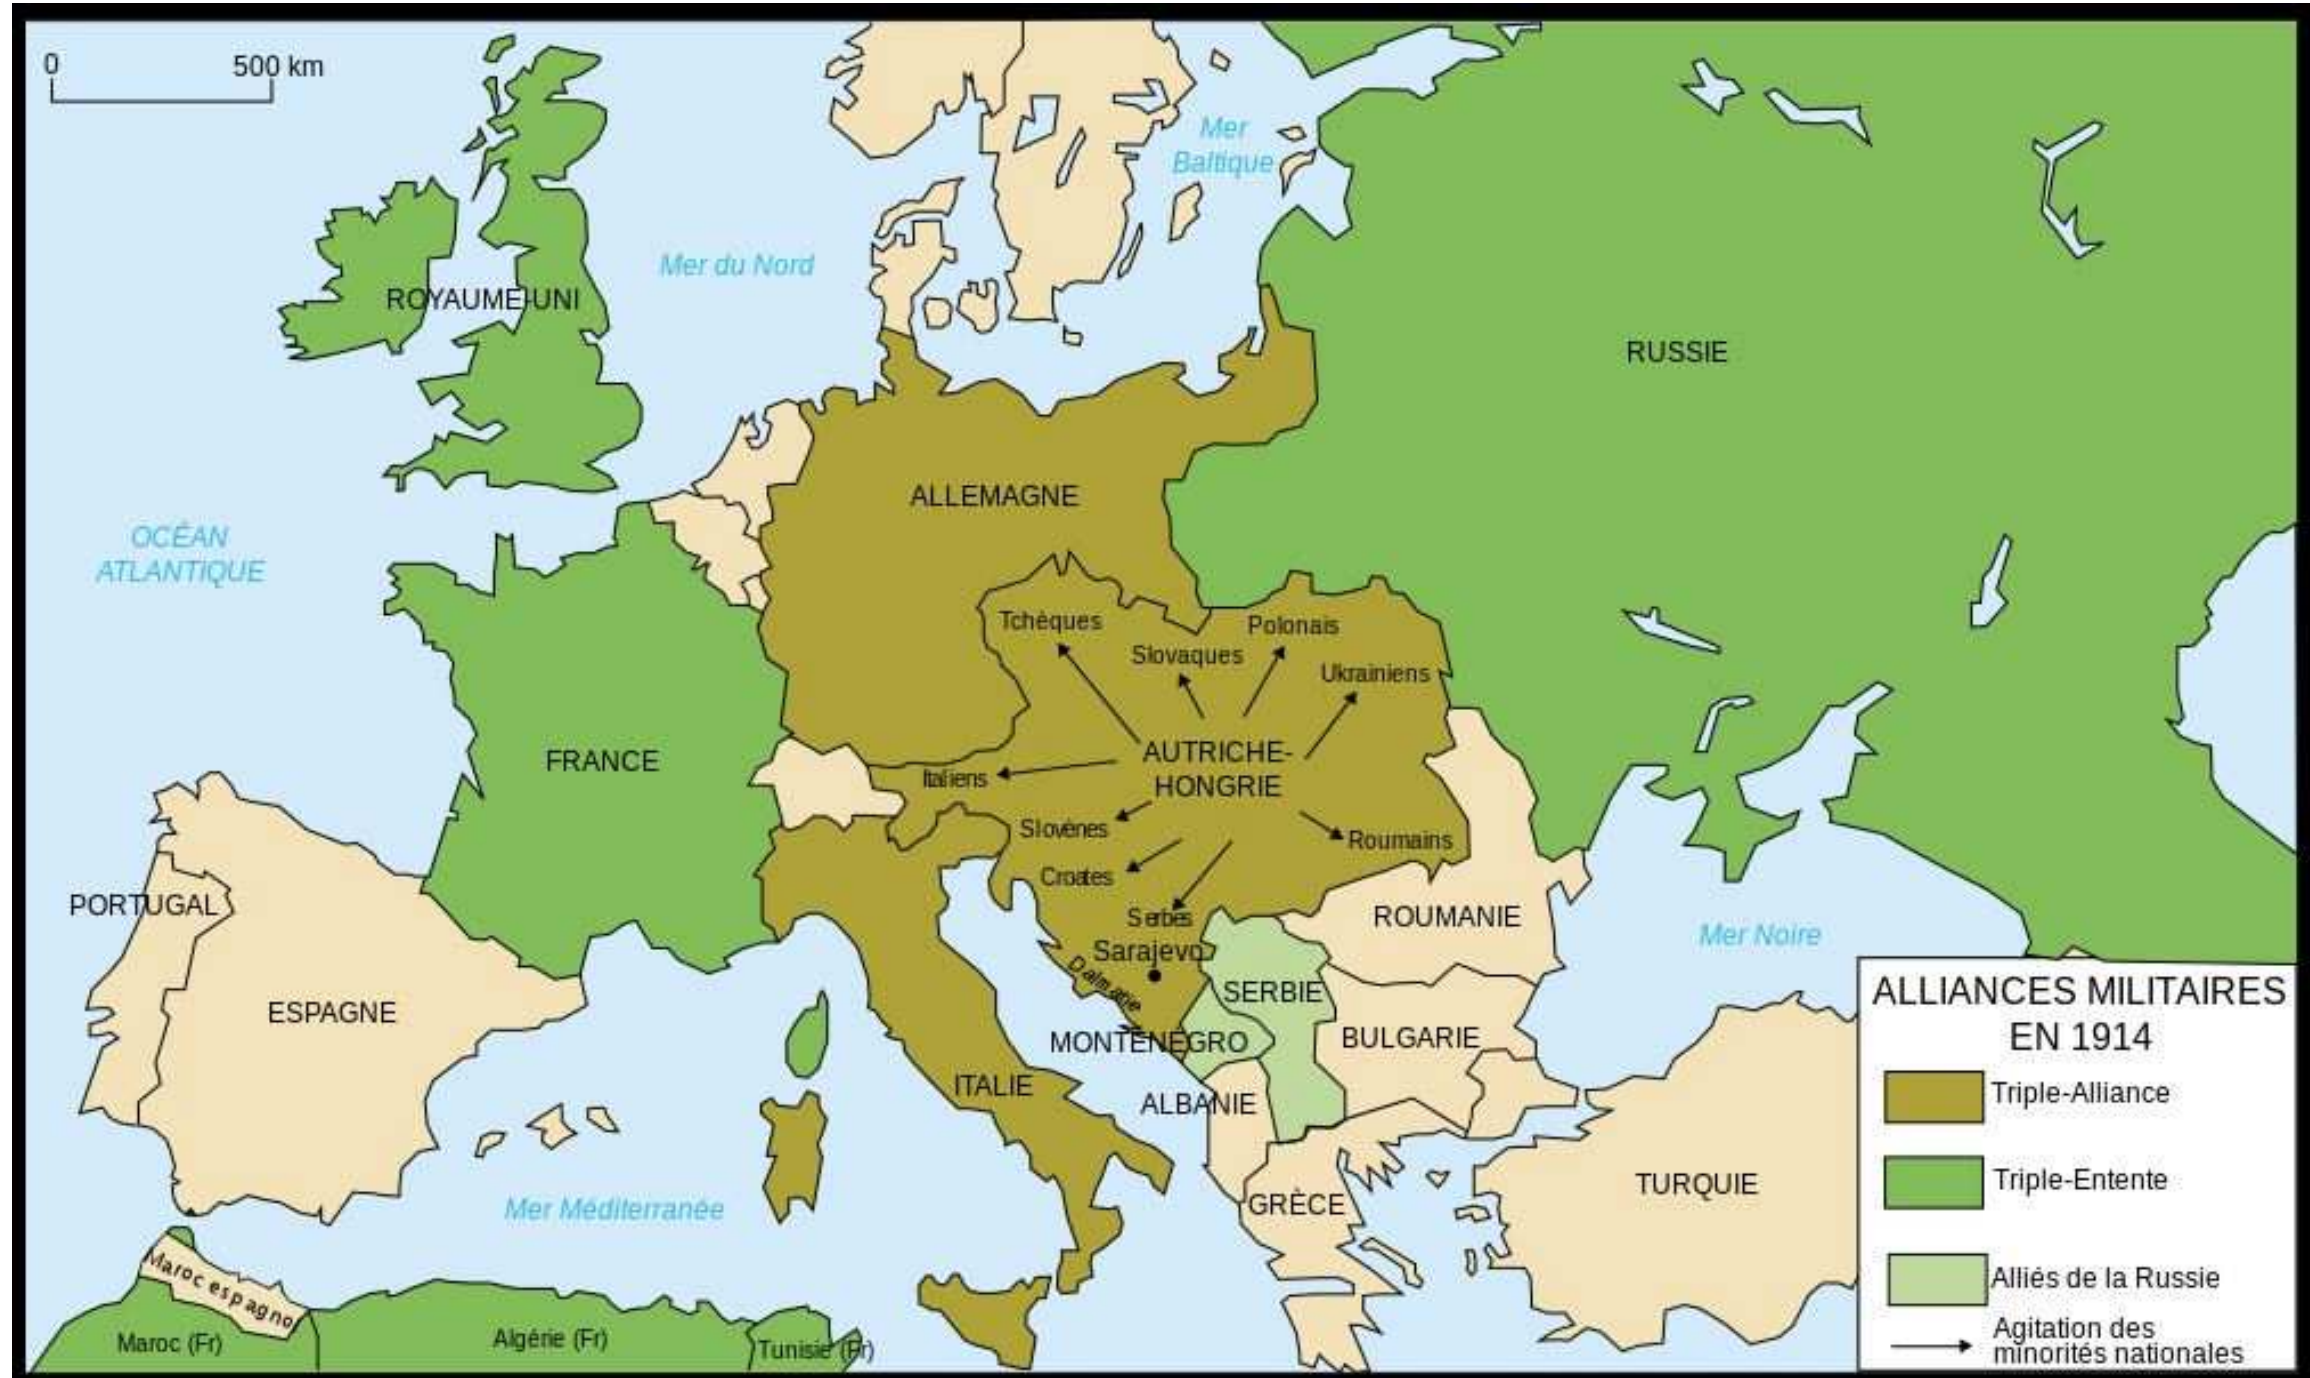 0
500 km
Mer
Baltique
Mer du Nord
ROYAUME-UNI
RUSSIE
ALLEMAGNE
OCÉAN
ATLANTIQUE
Tchèques
Polonais
Slovaques
Ukrainiens
FRANCE
AUTRICHE-
HONGRIE
Italiens
Slovènes
Roumains
Croates
PORTUGAL
Serbes
ROUMANIE
Mer Noire
Sarajevo
Dalmatie
SERBIE
ESPAGNE
BULGARIE
MONTENEGRO
ITALIE
ALBANIE
TURQUIE
GRÈCE
Mer Méditerranée
Maroc espagno
Maroc (Fr)
Algérie (Fr)
Tunisie (Fr)
ALLIANCES MILITAIRES
EN 1914
Triple-Alliance
Triple-Entente
Alliés de la Russie
Agitation des
minorités nationales